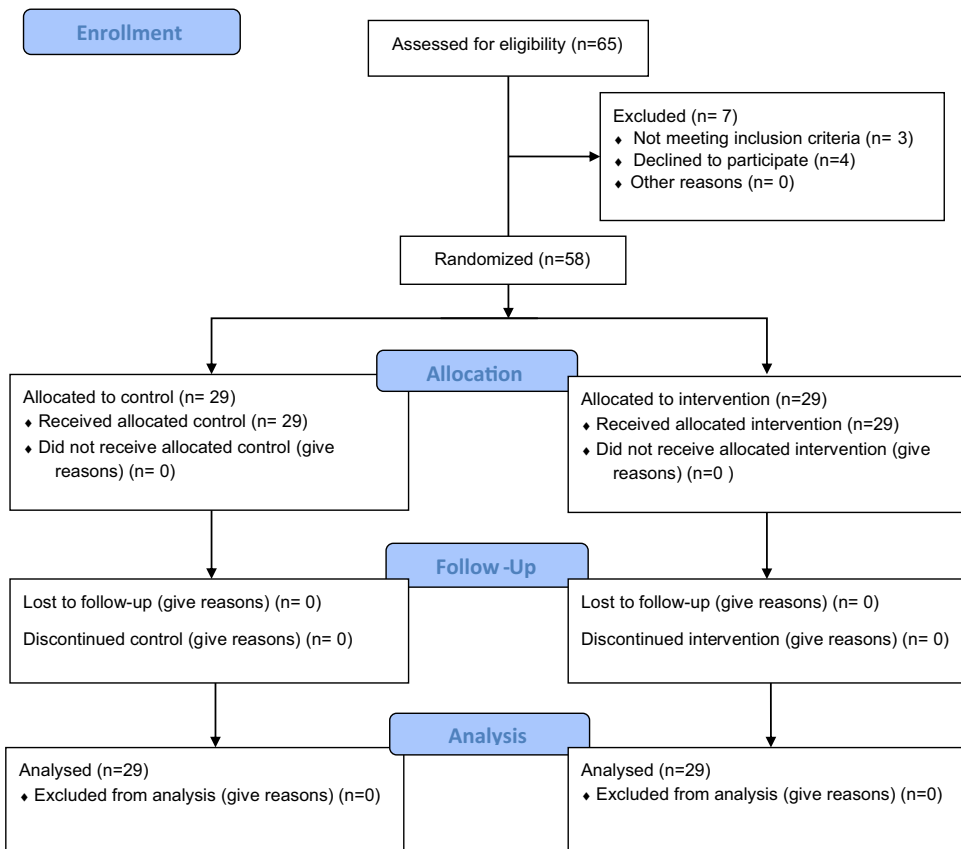 Enrollment
Assessed for eligibility (n=65)
Excluded (n= 7)
♦ Not meeting inclusion criteria (n= 3)
♦ Declined to participate (n=4)
♦ Other reasons (n= 0)
Randomized (n=58)
Allocation
Allocated to control (n= 29)
♦ Received allocated control (n= 29)
♦ Did not receive allocated control (give
reasons) (n= 0)
Allocated to intervention (n=29)
♦ Received allocated intervention (n=29)
♦ Did not receive allocated intervention (give
reasons) (n=0 )
Follow-Up
Lost to follow-up (give reasons) (n= 0)
Discontinued control (give reasons) (n= 0)
Lost to follow-up (give reasons) (n= 0)
Discontinued intervention (give reasons) (n= 0)
Analysis
Analysed (n=29)
♦ Excluded from analysis (give reasons) (n=0)
Analysed (n=29)
♦ Excluded from analysis (give reasons) (n=0)